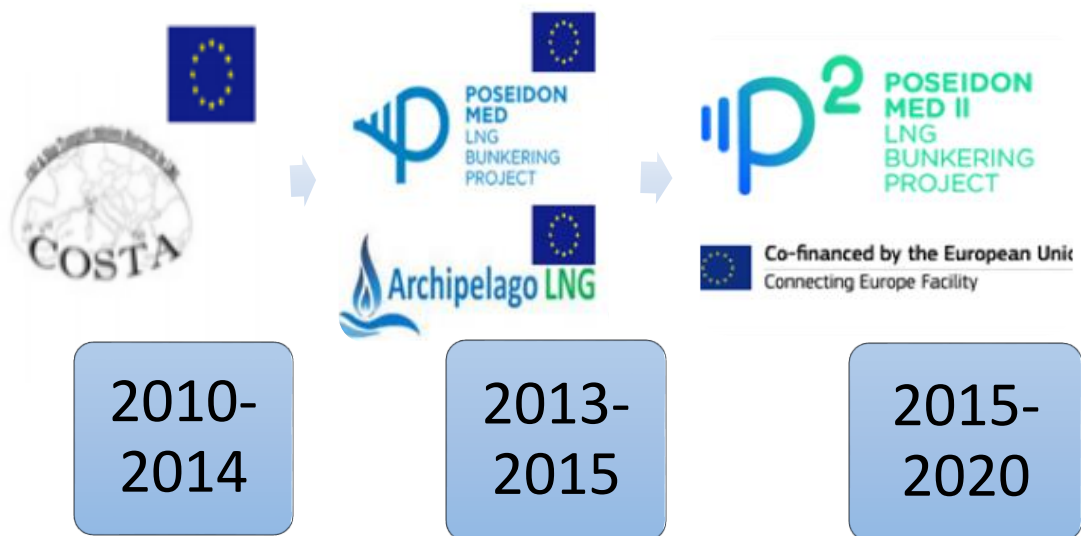 COSTA
POSEIDON
MED
LNG
BUNKERING
PROJECT
Archipelago LNG
P2
POSEIDON
MED II
LNG
BUNKERING
PROJECT
Co-financed by the European Unic
Connecting Europe Facility
2010-
2014
2013-
2015
2015-
2020